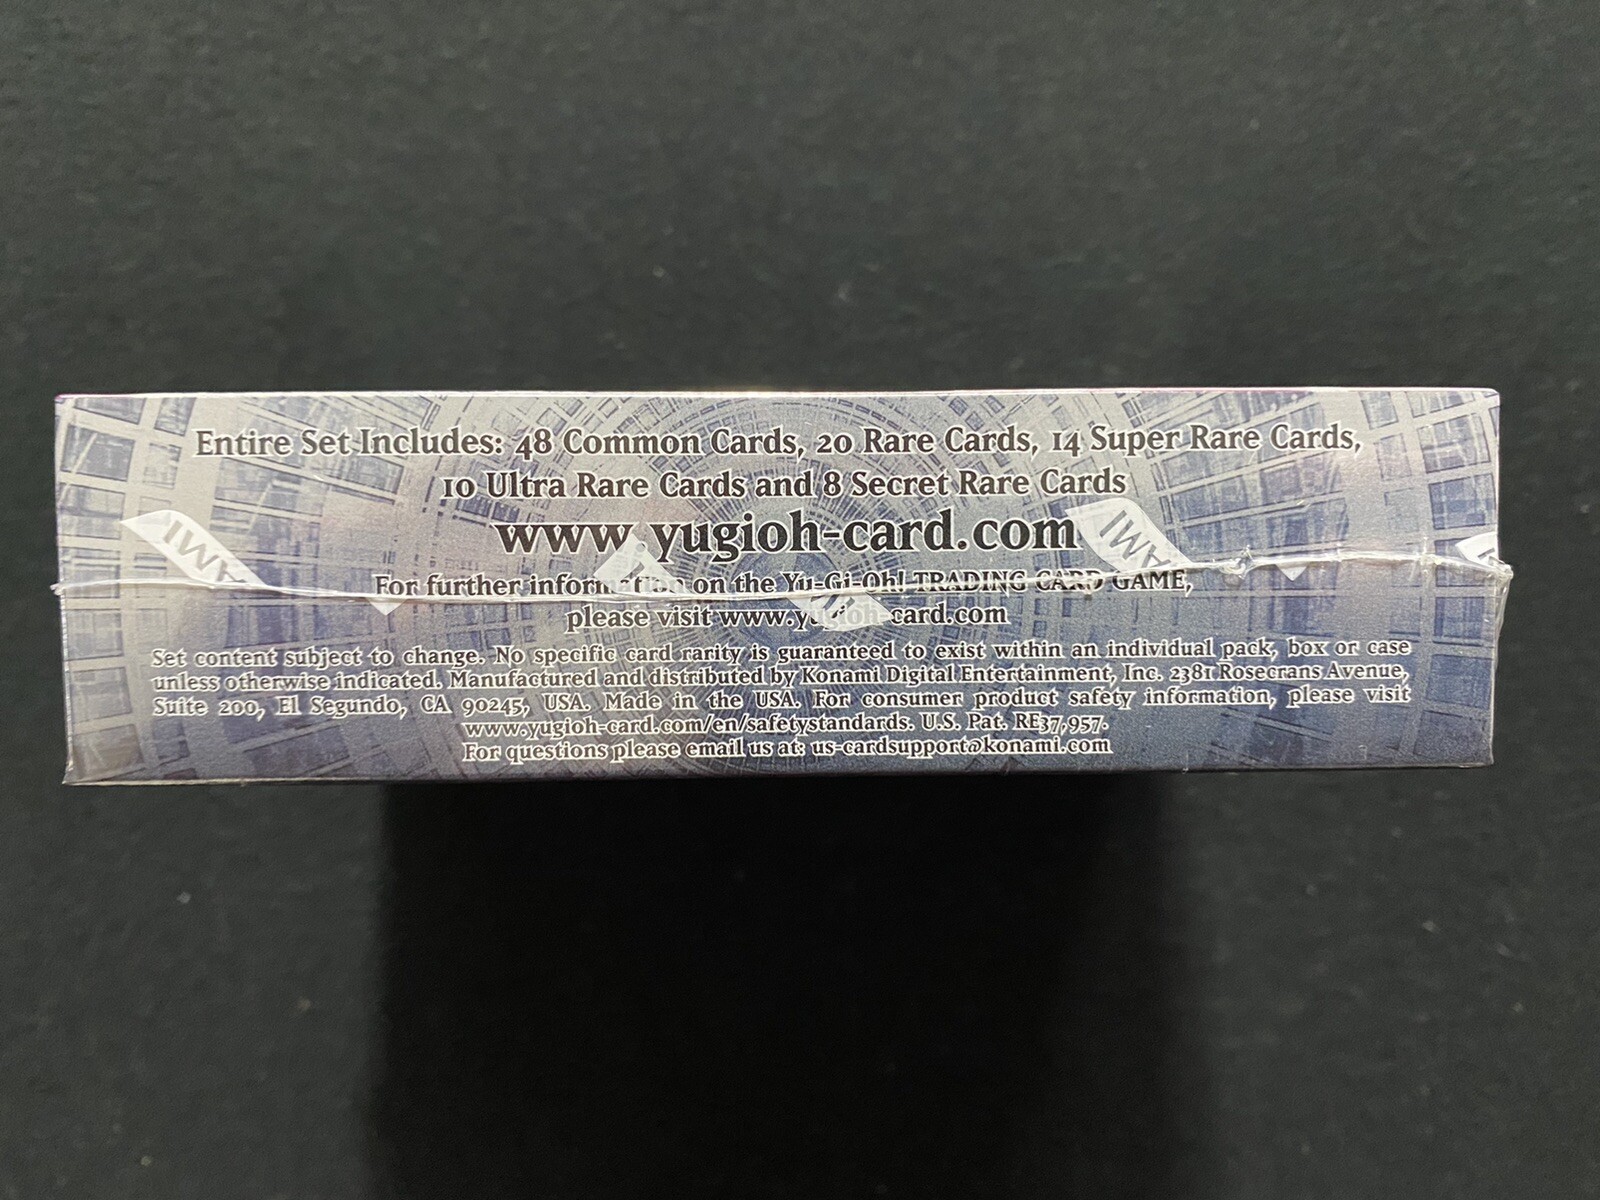 Entire Set Includes: 48 Common Cards, 20 Rare Cards, 14 Super Rare Cards,
10 Ultra Rare Cards and 8 Secret Rare Cards
www.yugioh-card.com
For further information on the Yu-Gi-Oh! TRADING CARD GAME,
please visit www.yugioh-card.com
Set content subject to change. No specific card rarity is guaranteed to exist within an individual pack, box or case
unless otherwise indicated. Manufactured and distributed by Konami Digital Entertainment, Inc. 2381 Rosecrans Avenue,
Suite 200, El Segundo, CA 90245, USA. Made in the USA. For consumer product safety information, please visit
www.yugioh-card.com/en/safetystandards. U.S. Pat. RE37,957.
For questions please email us at: us-cardsupport@konami.com